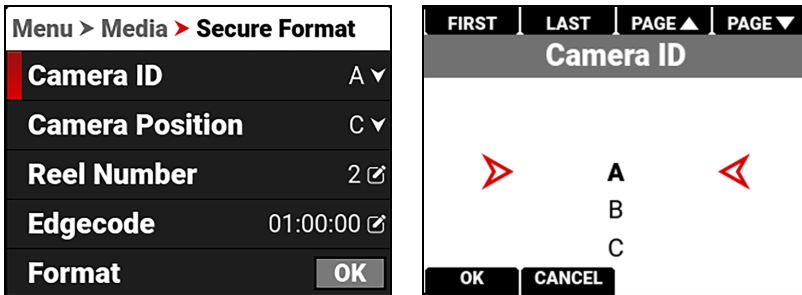 Menu > Media > Secure Format
Camera ID A
Camera Position C
Reel Number 2
Edgecode 01:00:00
Format OK
FIRST LAST PAGE▲ PAGE▼
Camera ID
A
B
C
OK CANCEL